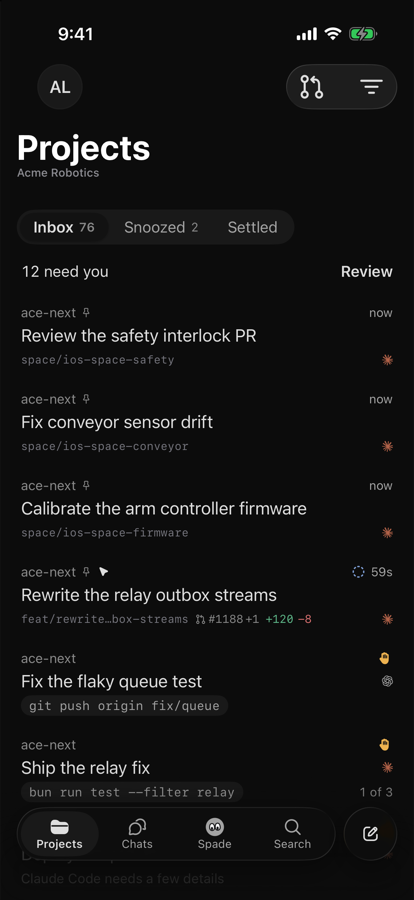 9:41
AL
Projects
Acme Robotics
Inbox 76 Snoozed 2 Settled
12 need you Review
ace-next now
Review the safety interlock PR
space/ios-space-safety
ace-next now
Fix conveyor sensor drift
space/ios-space-conveyor
ace-next now
Calibrate the arm controller firmware
space/ios-space-firmware
ace-next 59s
Rewrite the relay outbox streams
feat/rewrite…box-streams #1188 +1 +120 −8
ace-next
Fix the flaky queue test
git push origin fix/queue
ace-next
Ship the relay fix
bun run test --filter relay 1 of 3
Projects Chats Spade Search
Claude Code needs a few details